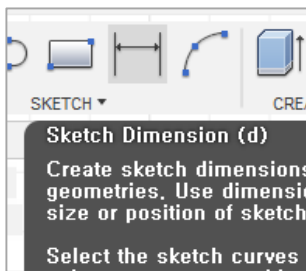 SKETCH ▼
CREA
Sketch Dimension (d)
Create sketch dimensions
geometries. Use dimensio
size or position of sketch
Select the sketch curves